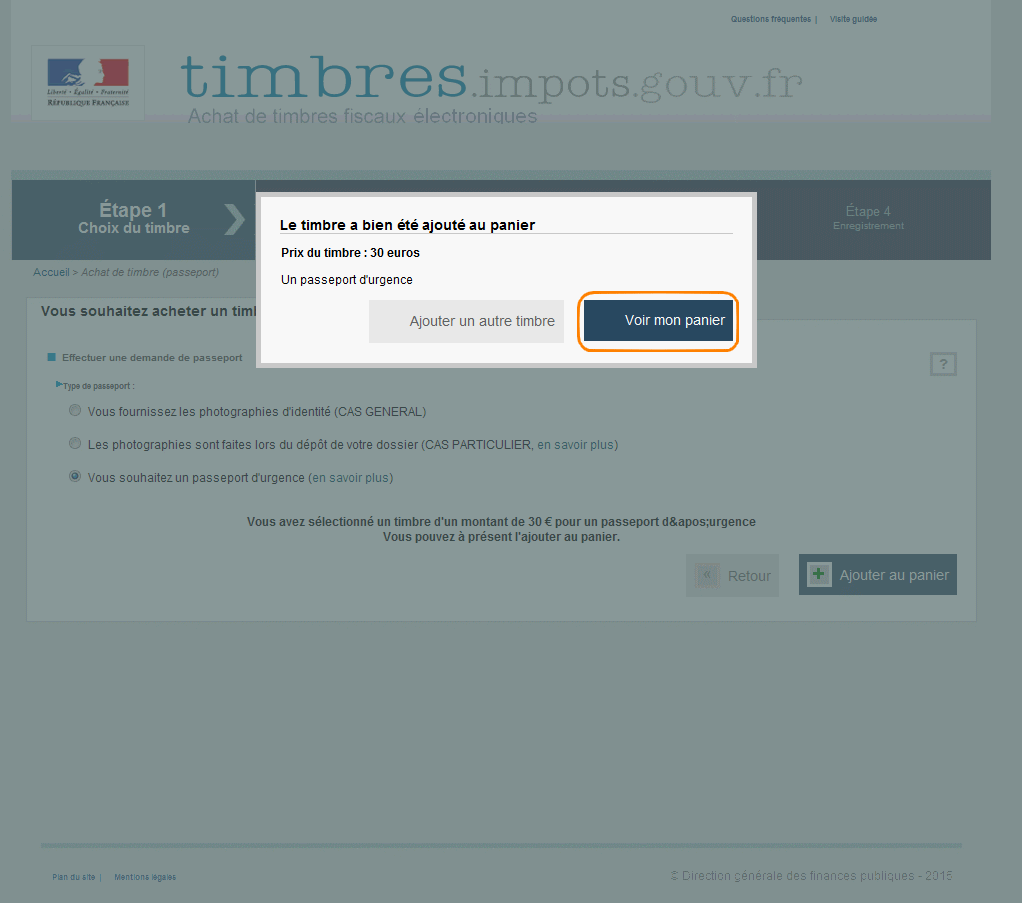 Questions fréquentes | Visite guidée
Liberté • Égalité • Fraternité
RÉPUBLIQUE FRANÇAISE
timbres.impots.gouv.fr
Achat de timbres fiscaux électroniques
Étape 1
Choix du timbre
Étape 4
Enregistrement
Accueil > Achat de timbre (passeport)
Le timbre a bien été ajouté au panier
Prix du timbre : 30 euros
Un passeport d'urgence
Ajouter un autre timbre
Voir mon panier
Vous souhaitez acheter un
Effectuer une demande de passeport
?
Type de passeport :
Vous fournissez les photographies d'identité (CAS GENERAL)
Les photographies sont faites lors du dépôt de votre dossier (CAS PARTICULIER, en savoir plus)
Vous souhaitez un passeport d'urgence (en savoir plus)
Vous avez sélectionné un timbre d'un montant de 30 € pour un passeport d&apos;urgence
Vous pouvez à présent l'ajouter au panier.
« Retour
+ Ajouter au panier
Plan du site | Mentions légales
© Direction générale des finances publiques - 2015